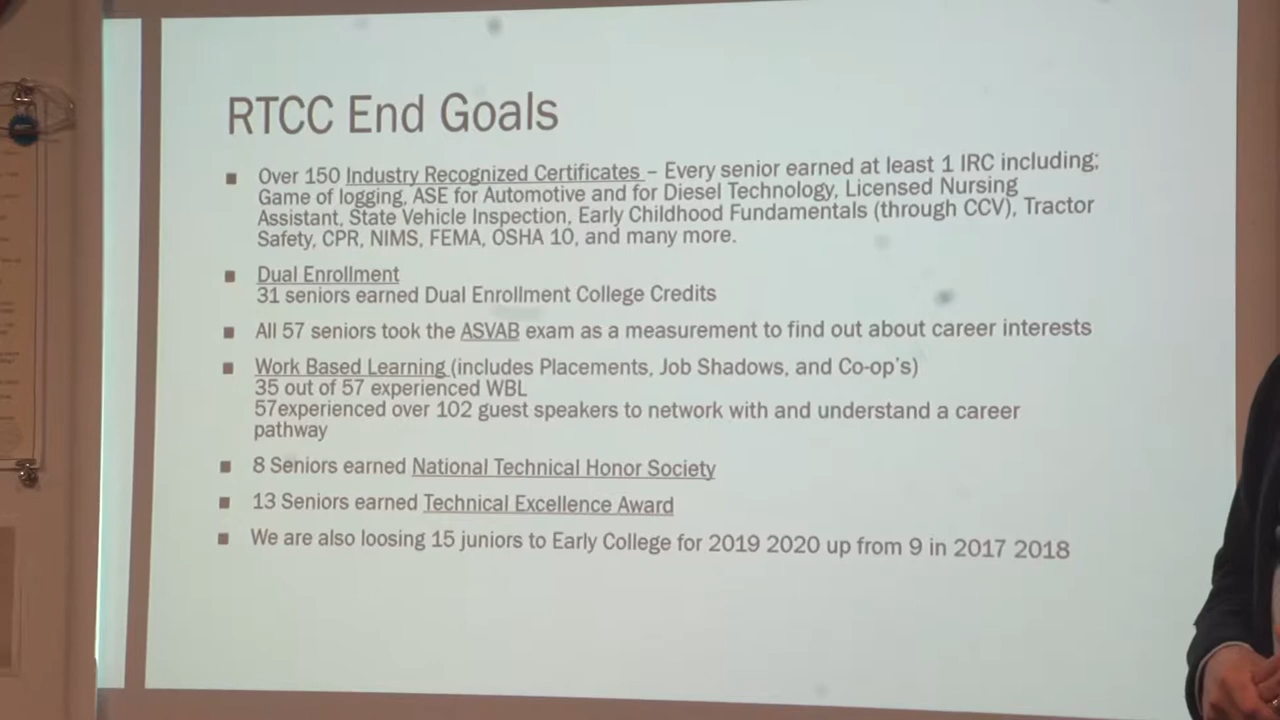 RTCC End Goals
▪ Over 150 Industry Recognized Certificates – Every senior earned at least 1 IRC including;
Game of logging, ASE for Automotive and for Diesel Technology, Licensed Nursing
Assistant, State Vehicle Inspection, Early Childhood Fundamentals (through CCV), Tractor
Safety, CPR, NIMS, FEMA, OSHA 10, and many more.
▪ Dual Enrollment
31 seniors earned Dual Enrollment College Credits
▪ All 57 seniors took the ASVAB exam as a measurement to find out about career interests
▪ Work Based Learning (includes Placements, Job Shadows, and Co-op's)
35 out of 57 experienced WBL
57experienced over 102 guest speakers to network with and understand a career
pathway
▪ 8 Seniors earned National Technical Honor Society
▪ 13 Seniors earned Technical Excellence Award
▪ We are also loosing 15 juniors to Early College for 2019 2020 up from 9 in 2017 2018